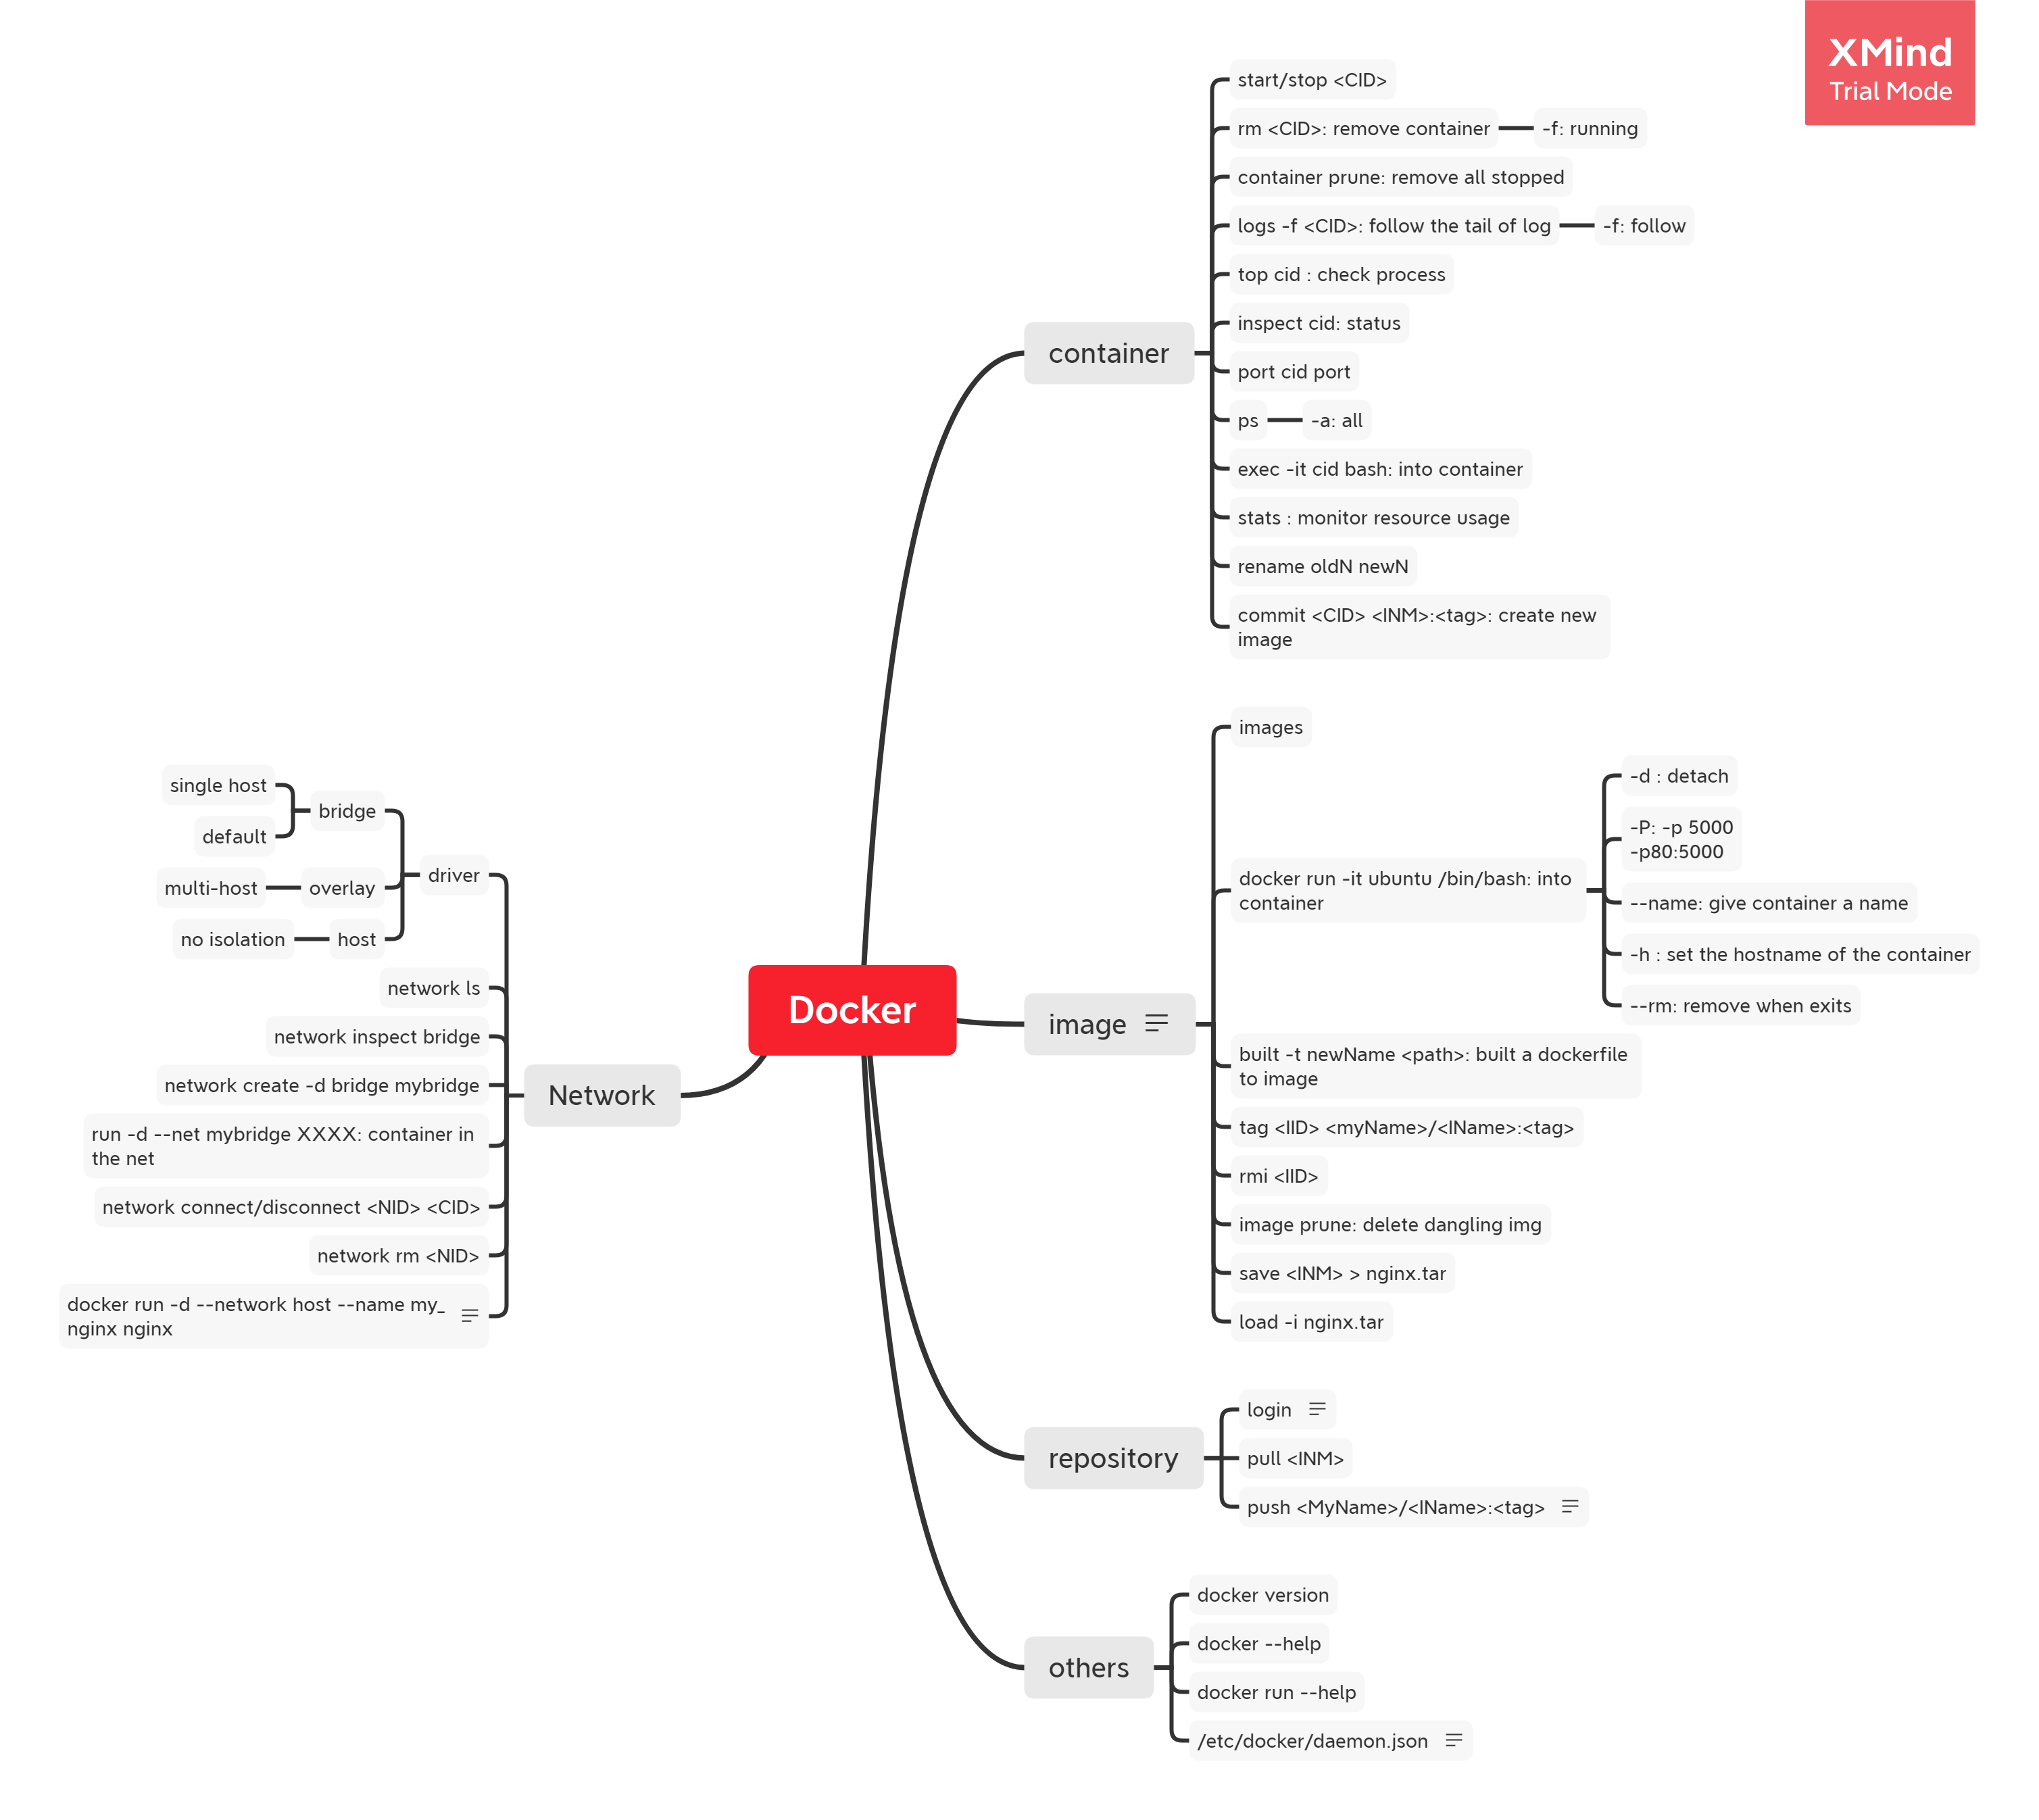 XMind
Trial Mode
Docker
container
start/stop <CID>
rm <CID>: remove container
-f: running
container prune: remove all stopped
logs -f <CID>: follow the tail of log
-f: follow
top cid : check process
inspect cid: status
port cid port
ps
-a: all
exec -it cid bash: into container
stats : monitor resource usage
rename oldN newN
commit <CID> <INM>:<tag>: create new
image
image
images
docker run -it ubuntu /bin/bash: into
container
-d : detach
-P: -p 5000
-p80:5000
--name: give container a name
-h : set the hostname of the container
--rm: remove when exits
built -t newName <path>: built a dockerfile
to image
tag <IID> <myName>/<IName>:<tag>
rmi <IID>
image prune: delete dangling img
save <INM> > nginx.tar
load -i nginx.tar
repository
login
pull <INM>
push <MyName>/<IName>:<tag>
others
docker version
docker --help
docker run --help
/etc/docker/daemon.json
Network
driver
bridge
single host
default
overlay
multi-host
host
no isolation
network ls
network inspect bridge
network create -d bridge mybridge
run -d --net mybridge XXXX: container in
the net
network connect/disconnect <NID> <CID>
network rm <NID>
docker run -d --network host --name my_
nginx nginx